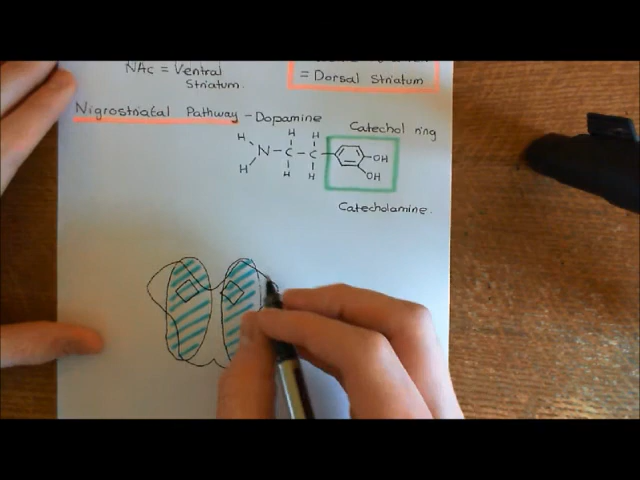 NAc = Ventral
Striatum.
= Dorsal Striatum
Nigrostriatal Pathway - Dopamine
Catechol ring
H H H
N - C - C - OH
H H H OH
Catecholamine.